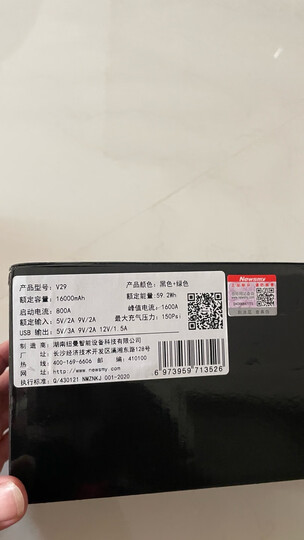 产品型号: V29
产品颜色: 黑色+绿色
额定容量: 16000mAh
额定能量: 59.2Wh
启动电流: 800A
峰值电流: 1600A
额定输入: 5V/2A 9V/2A
最大充气压力: 150Psi
USB 输出: 5V/3A 9V/2A 12V/1.5A
制 造 商: 湖南纽曼智能设备科技有限公司
厂 址: 长沙经济技术开发区漓湘东路128号
热 线: 400-169-6606 邮 编: 410100
网 址: http://www.newsmy.com
执行标准: Q/430121 NWZNKJ 001-2020
6 973959 713526
Newsmy